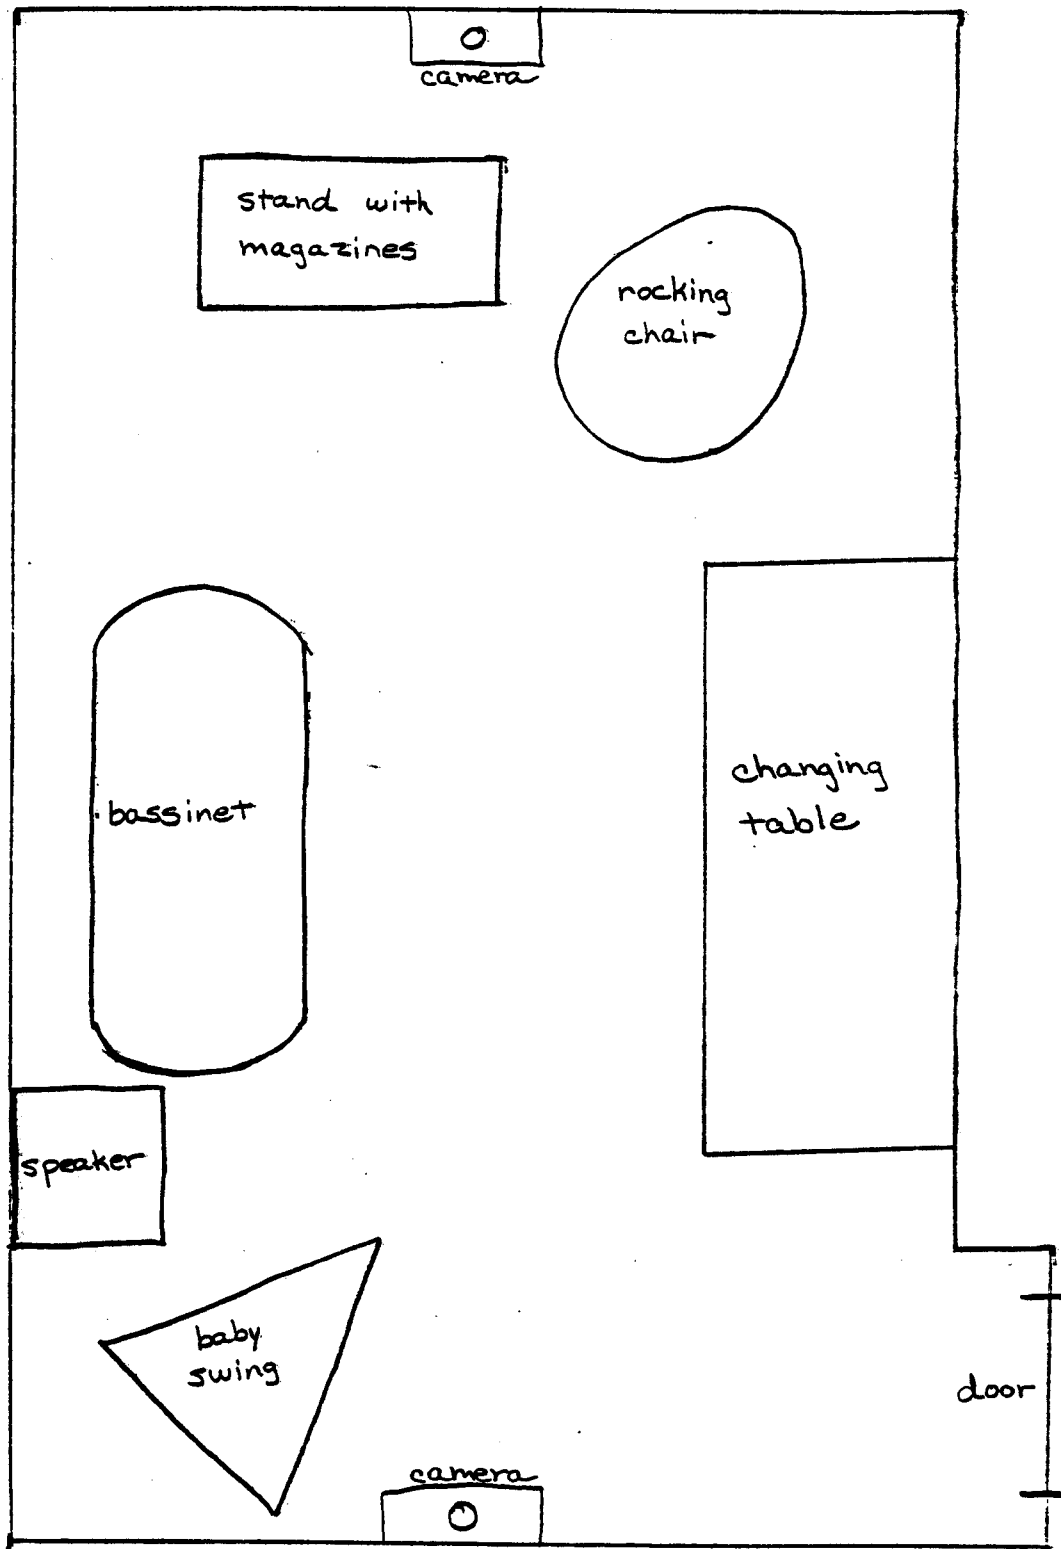 camera
stand with
magazines
rocking
chair
changing
table
bassinet
speaker
baby
swing
door
camera